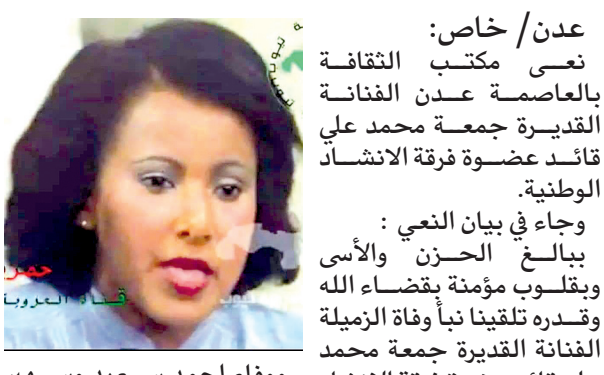 عدن/ خاص:
نعى مكتب الثقافة
بالعاصمة عدن الفنانة
القديرة جمعة محمد علي
قائد عضوة فرقة الانشاد
الوطنية.
وجاء في بيان النعي :
ببالغ الحزن والأسى
وبقلوب مؤمنة بقضاء الله
وقدره تلقينا نبأ وفاة الزميلة
الفنانة القديرة جمعة محمد
قناة العروبة